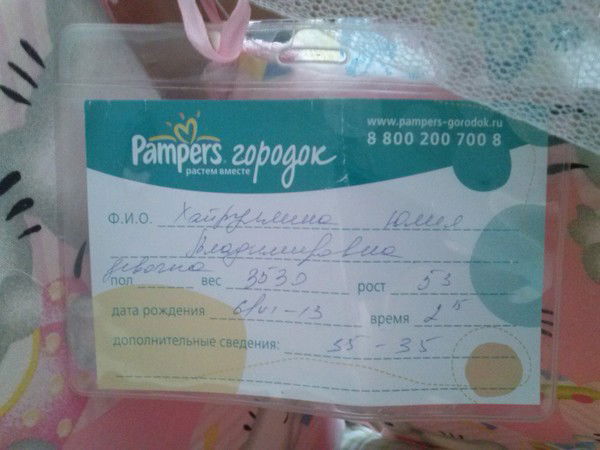 www.pampers-gorodok.ru
8 800 200 700 8
Pampers городок
растем вместе
Ф.И.О. Хайруллина Юлия
Владимировна
девочка
пол вес 3530 рост 53
дата рождения 6/VI-13 время 2 15
дополнительные сведения: 35-35